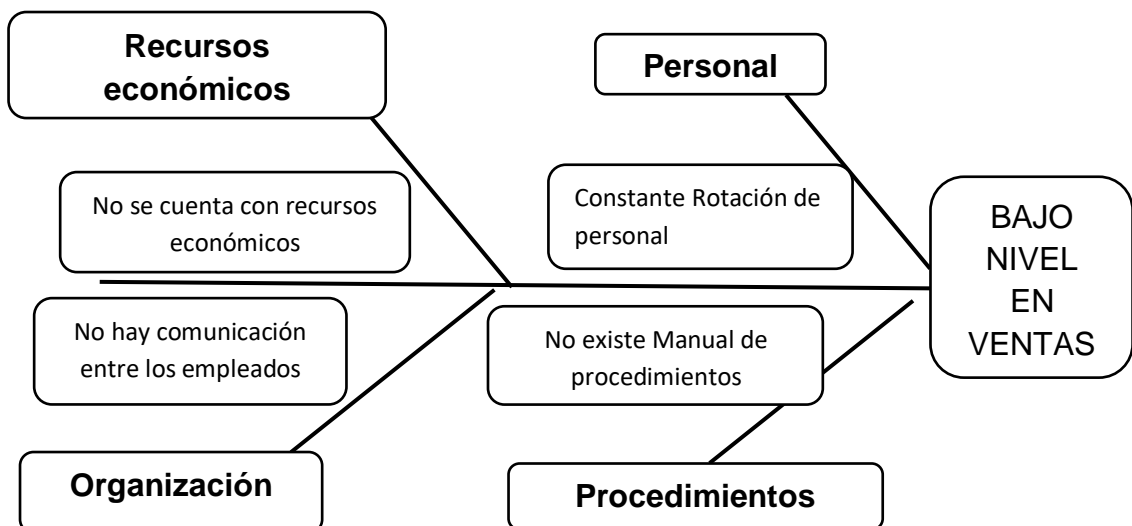 Recursos
económicos
Personal
No se cuenta con recursos
económicos
Constante Rotación de
personal
BAJO
NIVEL
EN
VENTAS
No hay comunicación
entre los empleados
No existe Manual de
procedimientos
Organización
Procedimientos